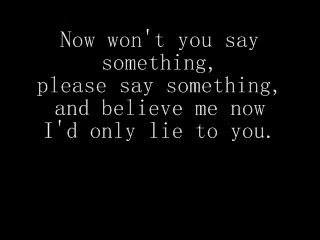 Now won't you say
something,
please say something,
and believe me now
I'd only lie to you.